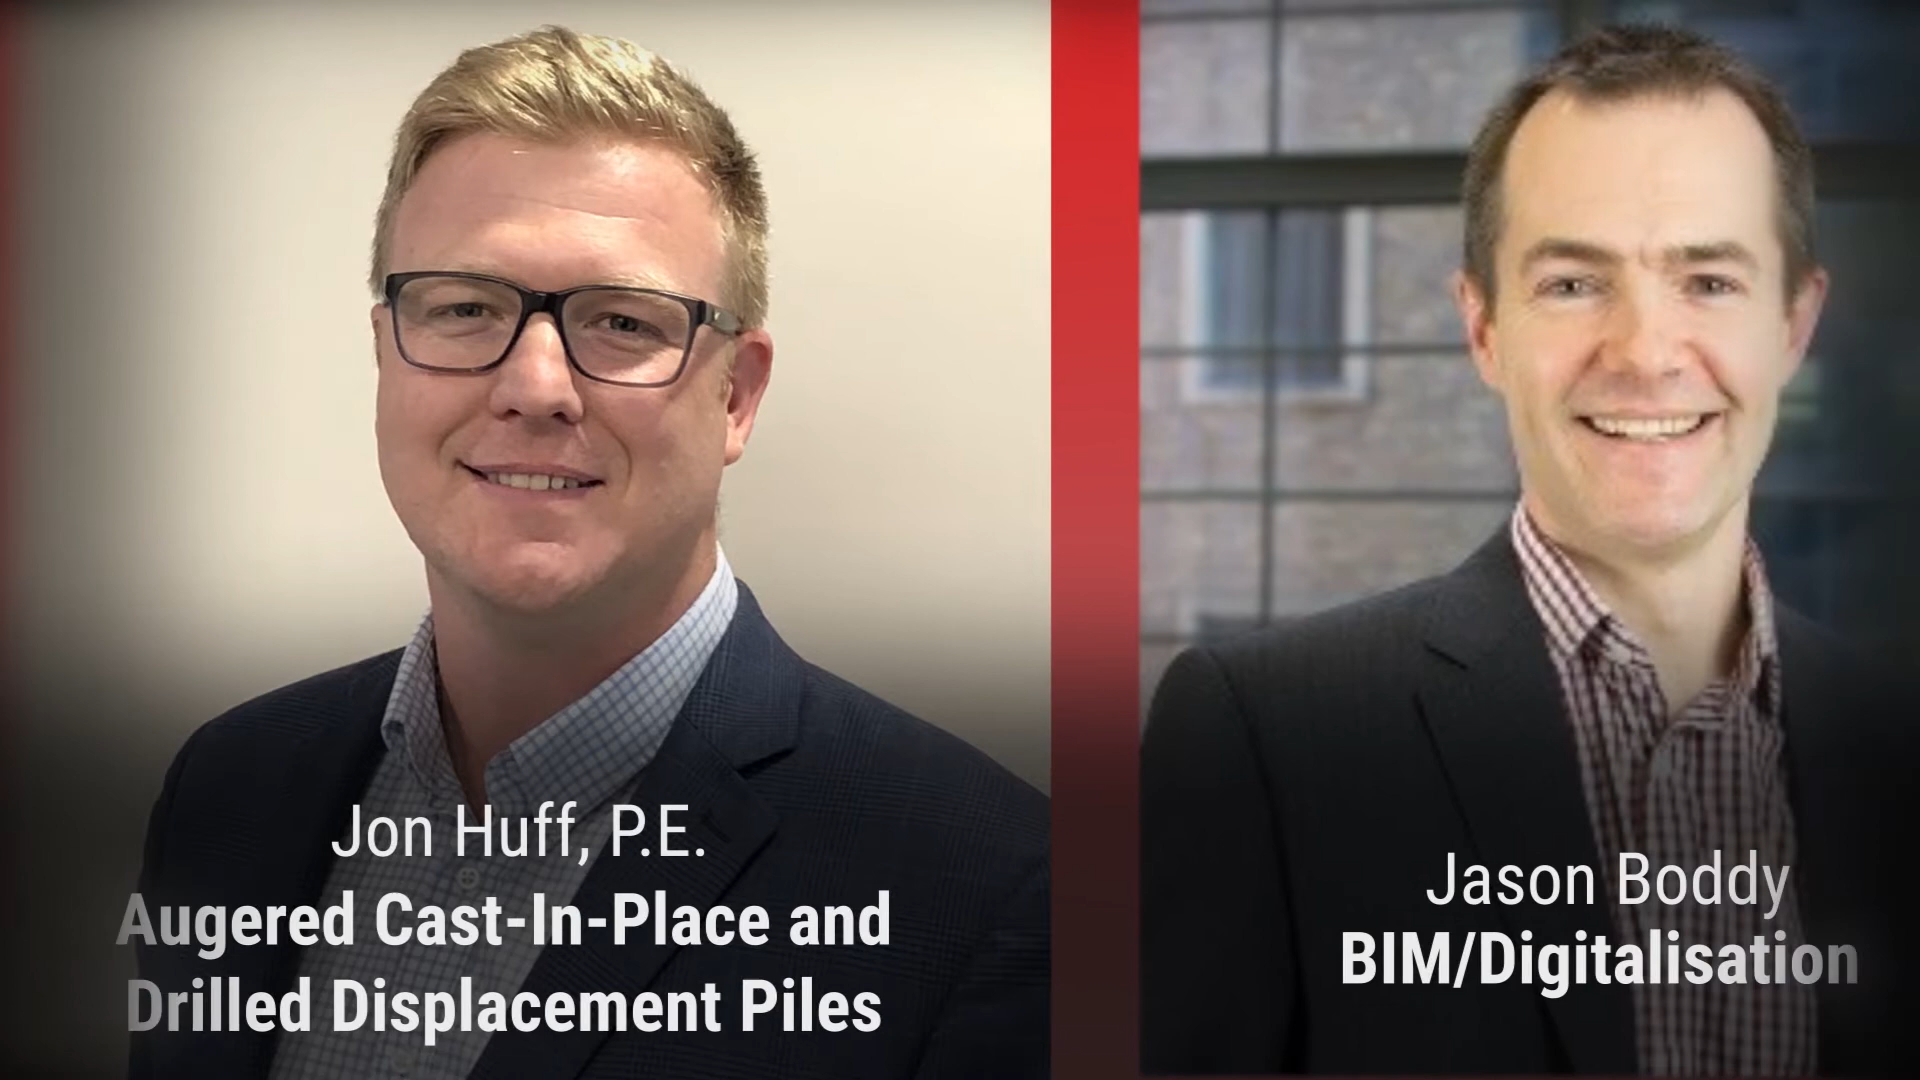 Jon Huff, P.E.
Augered Cast-In-Place and
Drilled Displacement Piles
Jason Boddy
BIM/Digitalisation